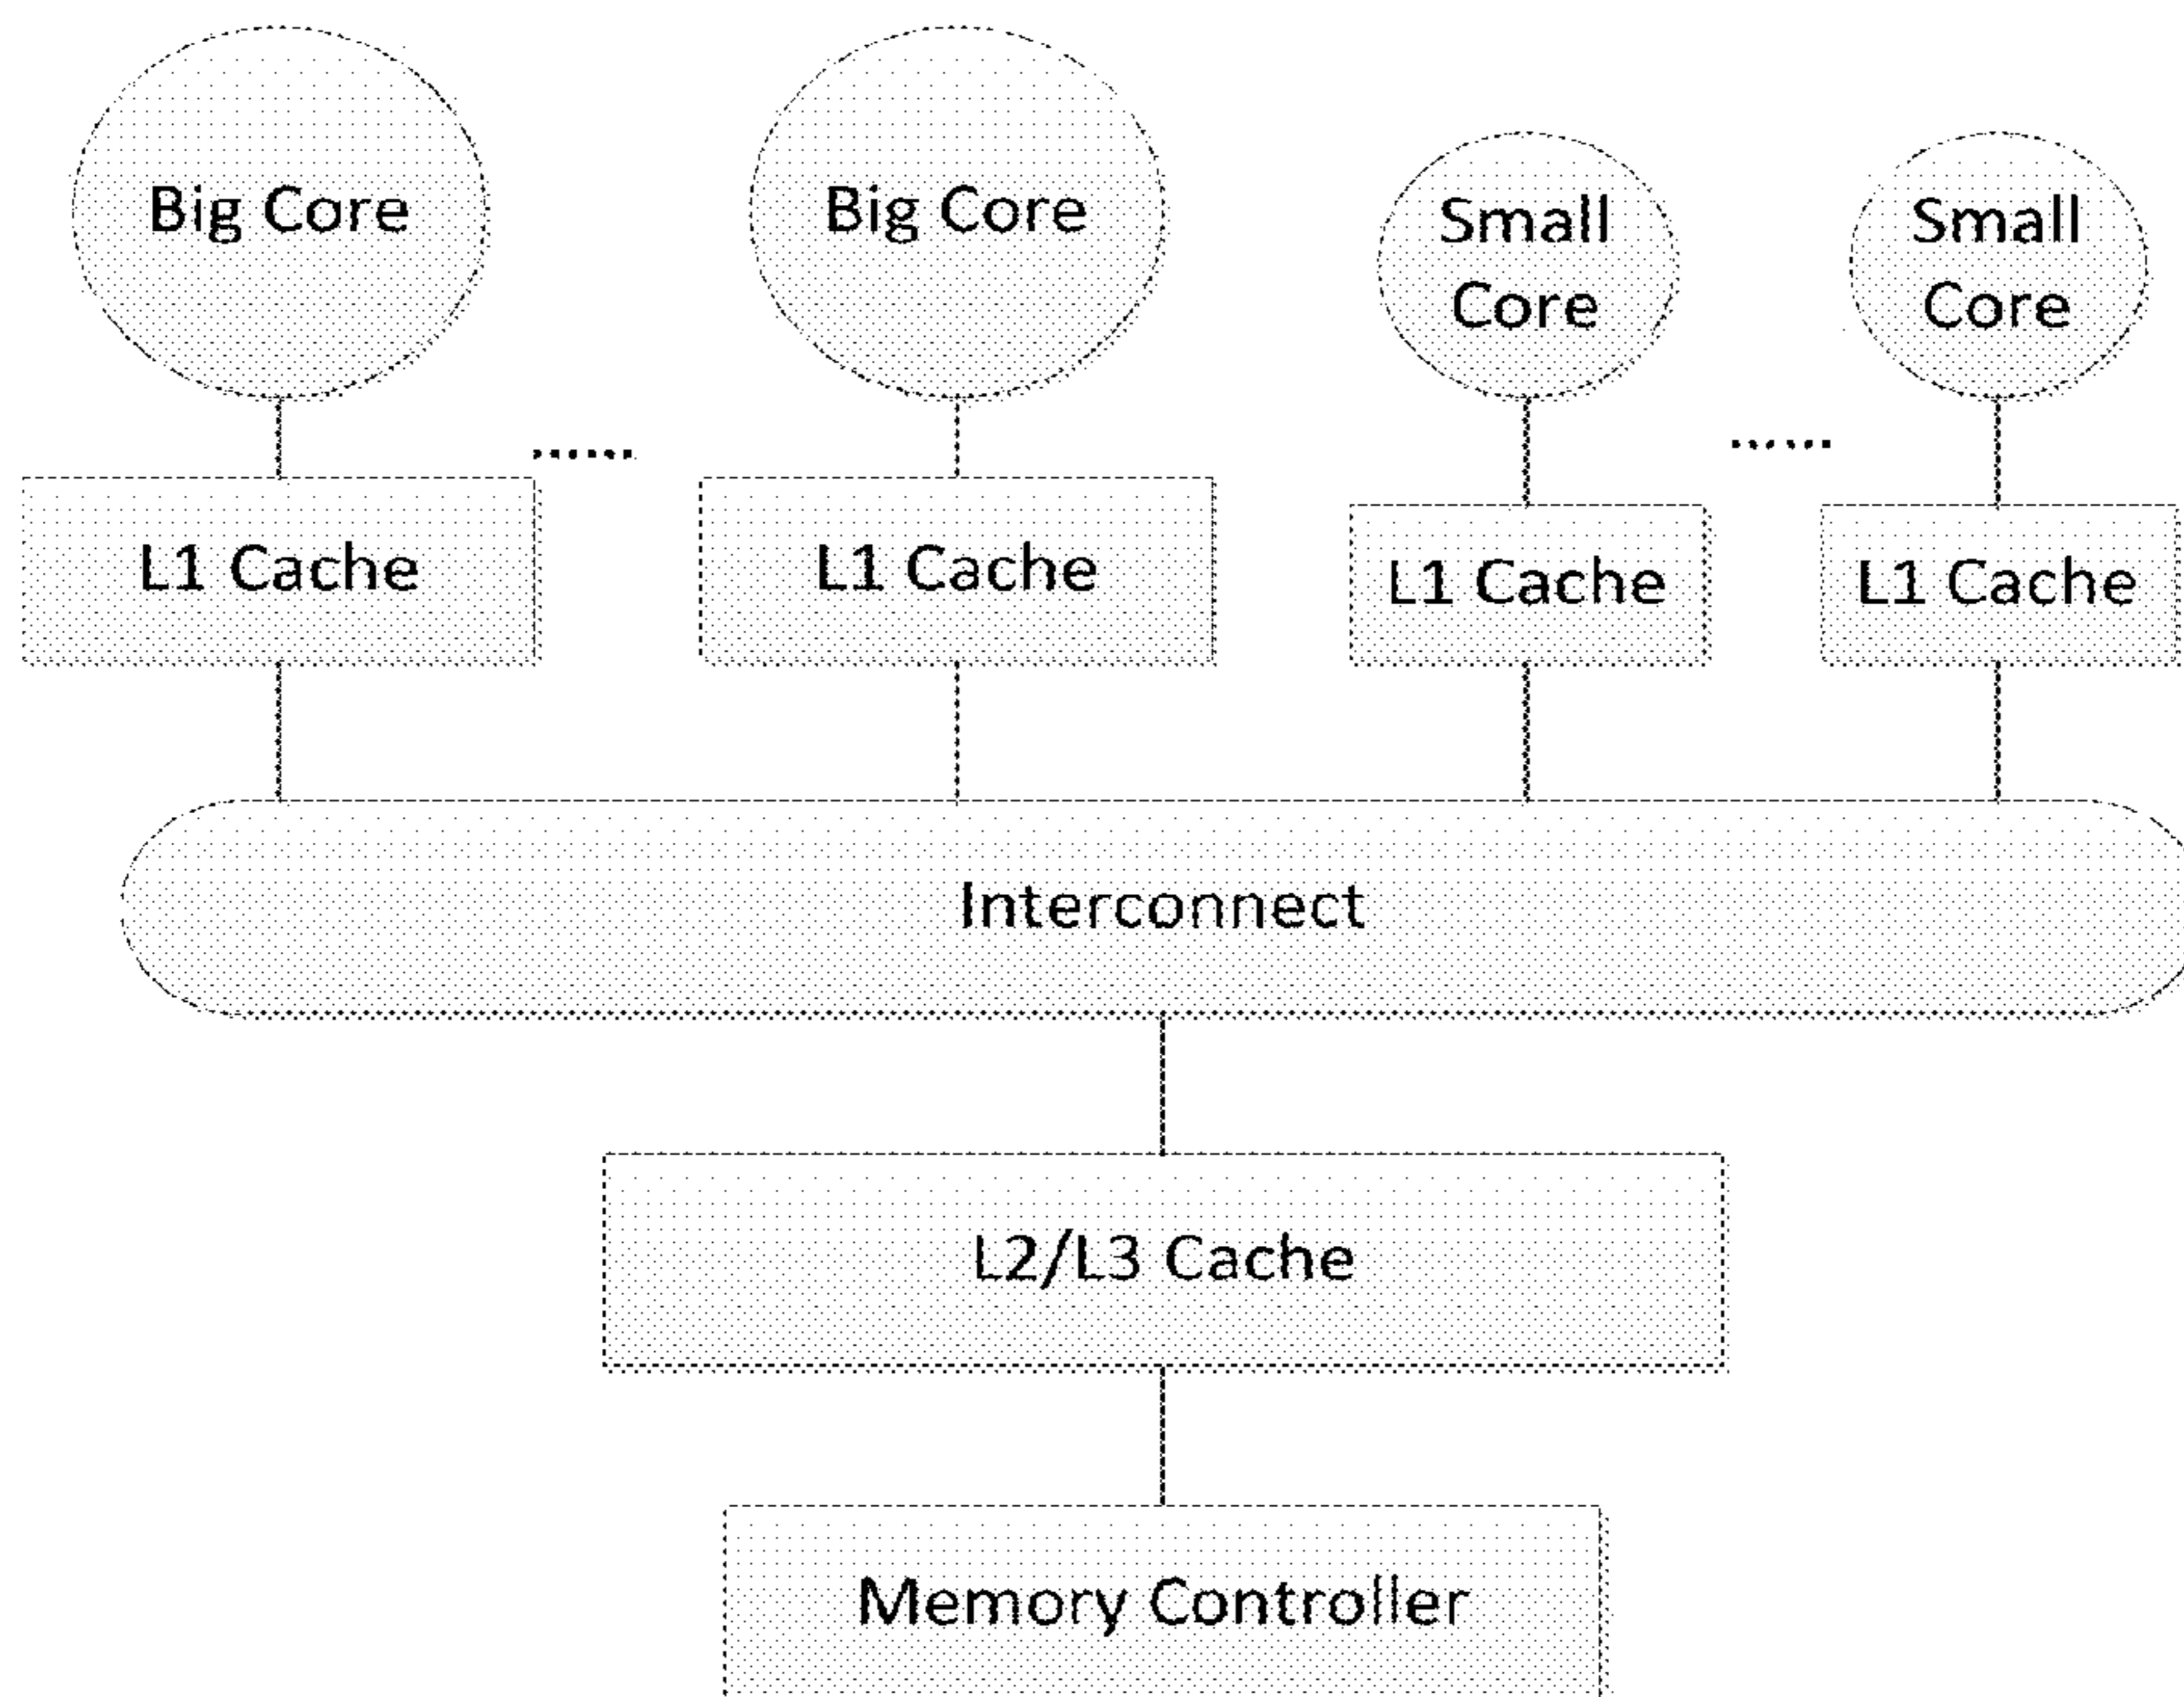 Big Core
Big Core
Small
Core
Small
Core
L1 Cache
L1 Cache
L1 Cache
L1 Cache
Interconnect
L2/L3 Cache
Memory Controller